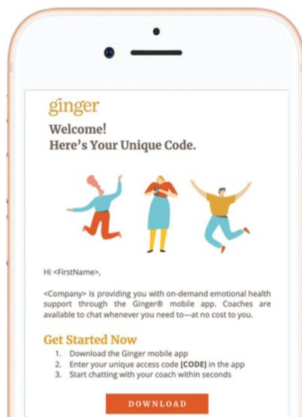 ginger
Welcome!
Here's Your Unique Code.
Hi <FirstName>,
<Company> is providing you with on-demand emotional health
support through the Ginger® mobile app. Coaches are
available to chat whenever you need to—at no cost to you.
Get Started Now
1. Download the Ginger mobile app
2. Enter your unique access code [CODE] in the app
3. Start chatting with your coach within seconds
DOWNLOAD